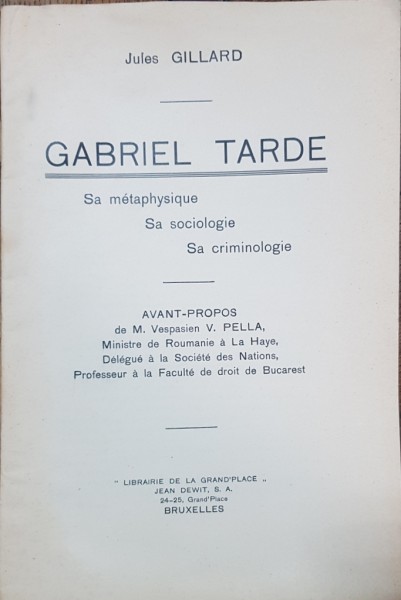 Jules GILLARD
GABRIEL TARDE
Sa métaphysique
Sa sociologie
Sa criminologie
AVANT-PROPOS
de M. Vespasien V. PELLA,
Ministre de Roumanie à La Haye,
Délégué à la Société des Nations,
Professeur à la Faculté de droit de Bucarest
" LIBRAIRIE DE LA GRAND'PLACE „
JEAN DEWIT, S. A.
24-25, Grand'Place
BRUXELLES